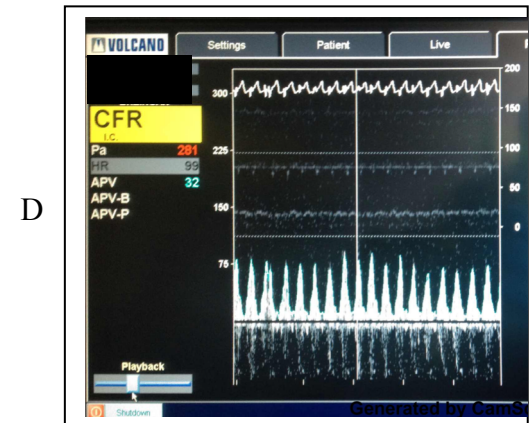 D
VOLCANO
Settings
Patient
Live
CFR
I.C.
Pa 281
HR 99
APV 32
APV-B
APV-P
300
225
150
75
200
150
100
50
0
Playback
Shutdown
Generated by CamS